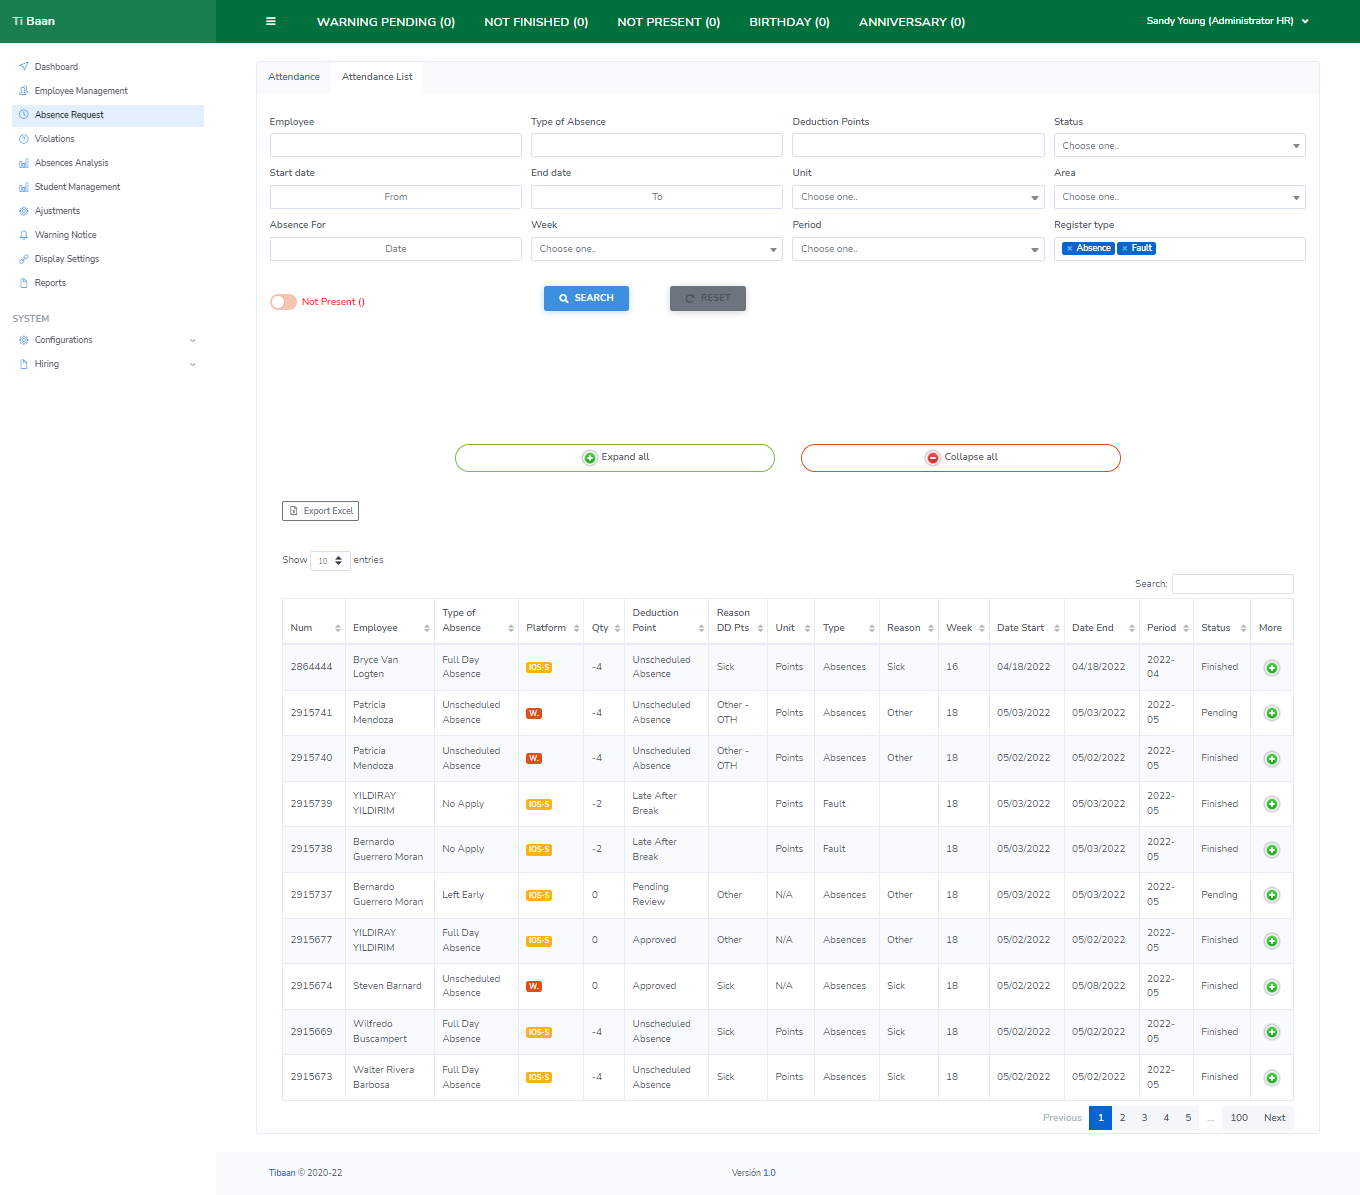 Ti Baan
WARNING PENDING (0) NOT FINISHED (0) NOT PRESENT (0) BIRTHDAY (0) ANNIVERSARY (0)
Sandy Young (Administrator HR)
Dashboard
Employee Management
Absence Request
Violations
Absences Analysis
Student Management
Ajustments
Warning Notice
Display Settings
Reports
SYSTEM
Configurations
Hiring
Attendance Attendance List
Employee Type of Absence Deduction Points Status
Choose one..
Start date End date Unit Area
From To Choose one.. Choose one..
Absence For Week Period Register type
Date Choose one.. Choose one.. × Absence × Fault
Not Present () SEARCH RESET
Expand all Collapse all
Export Excel
Show 10 entries
Search:
Num Employee Type of Absence Platform Qty Deduction Point Reason DD Pts Unit Type Reason Week Date Start Date End Period Status More
2864444 Bryce Van Logten Full Day Absence IOS-S -4 Unscheduled Absence Sick Points Absences Sick 16 04/18/2022 04/18/2022 2022-04 Finished
2915741 Patricia Mendoza Unscheduled Absence W. -4 Unscheduled Absence Other - OTH Points Absences Other 18 05/03/2022 05/03/2022 2022-05 Pending
2915740 Patricia Mendoza Unscheduled Absence W. -4 Unscheduled Absence Other - OTH Points Absences Other 18 05/02/2022 05/02/2022 2022-05 Finished
2915739 YILDIRAY YILDIRIM No Apply IOS-S -2 Late After Break Points Fault 18 05/03/2022 05/03/2022 2022-05 Finished
2915738 Bernardo Guerrero Moran No Apply IOS-S -2 Late After Break Points Fault 18 05/03/2022 05/03/2022 2022-05 Finished
2915737 Bernardo Guerrero Moran Left Early IOS-S 0 Pending Review Other N/A Absences Other 18 05/03/2022 05/03/2022 2022-05 Pending
2915677 YILDIRAY YILDIRIM Full Day Absence IOS-S 0 Approved Other N/A Absences Other 18 05/02/2022 05/02/2022 2022-05 Finished
2915674 Steven Barnard Unscheduled Absence W. 0 Approved Sick N/A Absences Sick 18 05/02/2022 05/08/2022 2022-05 Finished
2915669 Wilfredo Buscampert Full Day Absence IOS-S -4 Unscheduled Absence Sick Points Absences Sick 18 05/02/2022 05/02/2022 2022-05 Finished
2915673 Walter Rivera Barbosa Full Day Absence IOS-S -4 Unscheduled Absence Sick Points Absences Sick 18 05/02/2022 05/02/2022 2022-05 Finished
Previous 1 2 3 4 5 ... 100 Next
Tibaan © 2020-22 Versión 1.0